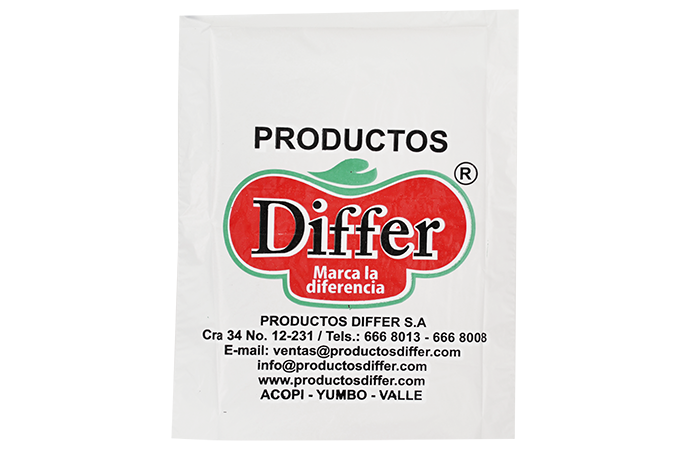 PRODUCTOS
®
Differ
Marca la
diferencia
PRODUCTOS DIFFER S.A
Cra 34 No. 12-231 / Tels.: 666 8013 - 666 8008
E-mail: ventas@productosdiffer.com
info@productosdiffer.com
www.productosdiffer.com
ACOPI - YUMBO - VALLE